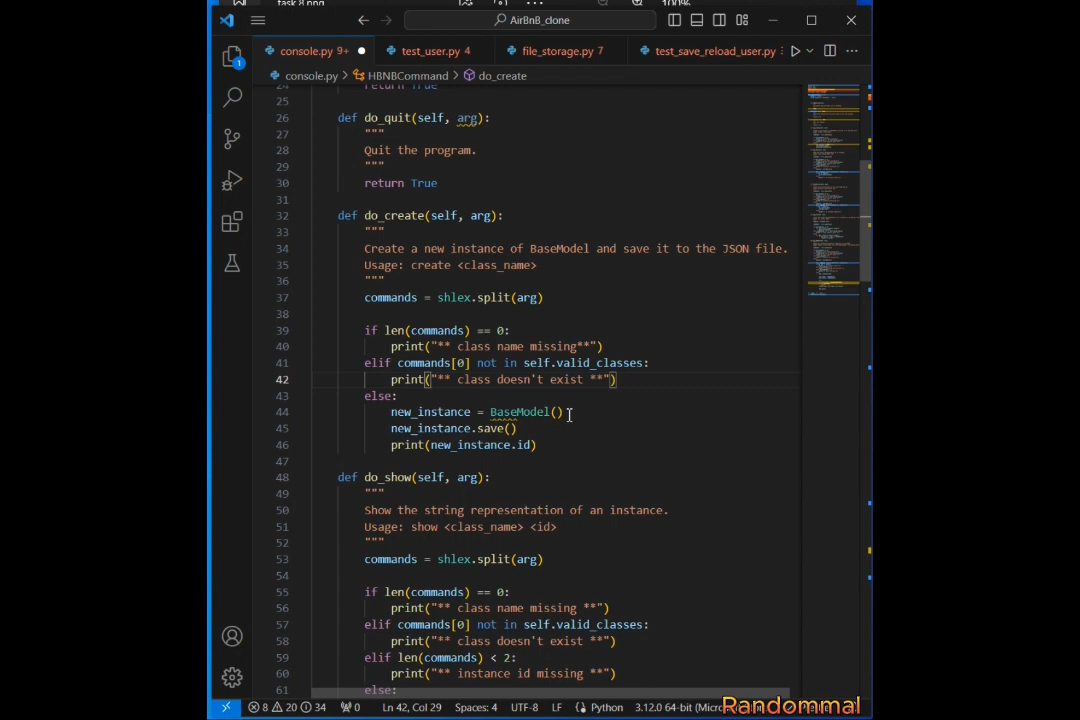 task 8.png
100%
AirBnB_clone
console.py 9+
test_user.py 4
file_storage.py 7
test_save_reload_user.py
console.py > HBNBCommand > do_create
24 return True
25
26 def do_quit(self, arg):
27 """
28 Quit the program.
29 """
30 return True
31
32 def do_create(self, arg):
33 """
34 Create a new instance of BaseModel and save it to the JSON file.
35 Usage: create <class_name>
36 """
37 commands = shlex.split(arg)
38
39 if len(commands) == 0:
40 print("** class name missing**")
41 elif commands[0] not in self.valid_classes:
42 print("** class doesn't exist **")
43 else:
44 new_instance = BaseModel()
45 new_instance.save()
46 print(new_instance.id)
47
48 def do_show(self, arg):
49 """
50 Show the string representation of an instance.
51 Usage: show <class_name> <id>
52 """
53 commands = shlex.split(arg)
54
55 if len(commands) == 0:
56 print("** class name missing **")
57 elif commands[0] not in self.valid_classes:
58 print("** class doesn't exist **")
59 elif len(commands) < 2:
60 print("** instance id missing **")
61 else:
1
8 20 34 0 Ln 42, Col 29 Spaces: 4 UTF-8 LF Python 3.12.0 64-bit (Micro
Randommal